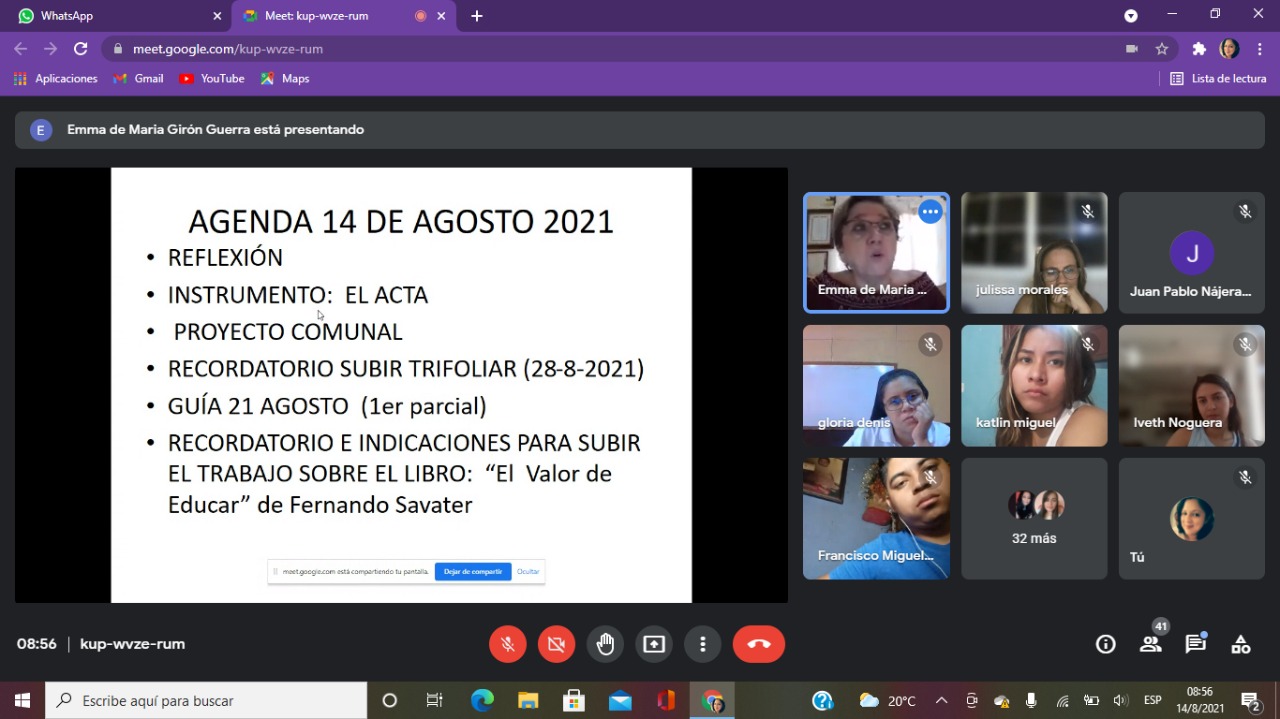 WhatsApp
Meet: kup-wvze-rum
meet.google.com/kup-wvze-rum
Aplicaciones
Gmail
YouTube
Maps
Lista de lectura
E
Emma de Maria Girón Guerra está presentando
AGENDA 14 DE AGOSTO 2021
• REFLEXIÓN
• INSTRUMENTO: EL ACTA
• PROYECTO COMUNAL
• RECORDATORIO SUBIR TRIFOLIAR (28-8-2021)
• GUÍA 21 AGOSTO (1er parcial)
• RECORDATORIO E INDICACIONES PARA SUBIR
EL TRABAJO SOBRE EL LIBRO: “El Valor de
Educar” de Fernando Savater
meet.google.com está compartiendo tu pantalla.
Dejar de compartir
Ocultar
Emma de Maria ...
julissa morales
J
Juan Pablo Nájera...
gloria denis
katlin miguel
Iveth Noguera
Francisco Miguel...
32 más
Tú
08:56 | kup-wvze-rum
41
Escribe aquí para buscar
20°C
ESP
08:56
14/8/2021
2